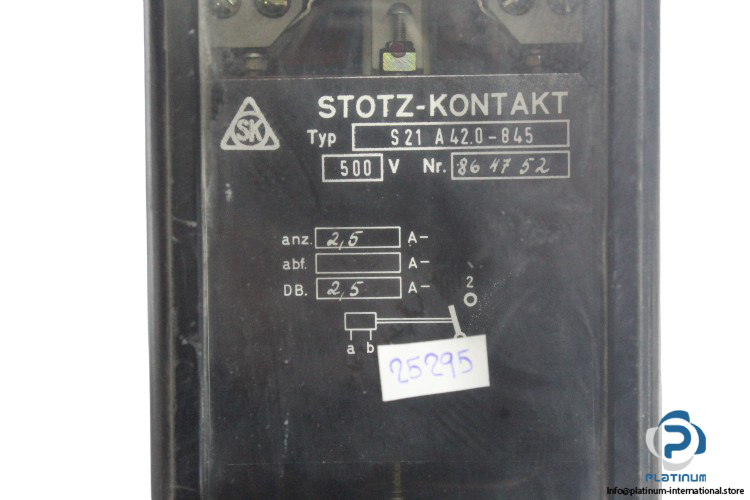 STOTZ-KONTAKT
SK
Typ S21 A 42.0-845
500 V Nr. 86 47 52
anz. 2,5 A-
abf. A-
DB. 2,5 A-
2
a b
25295
PLATINUM
Info@platinum-international.store